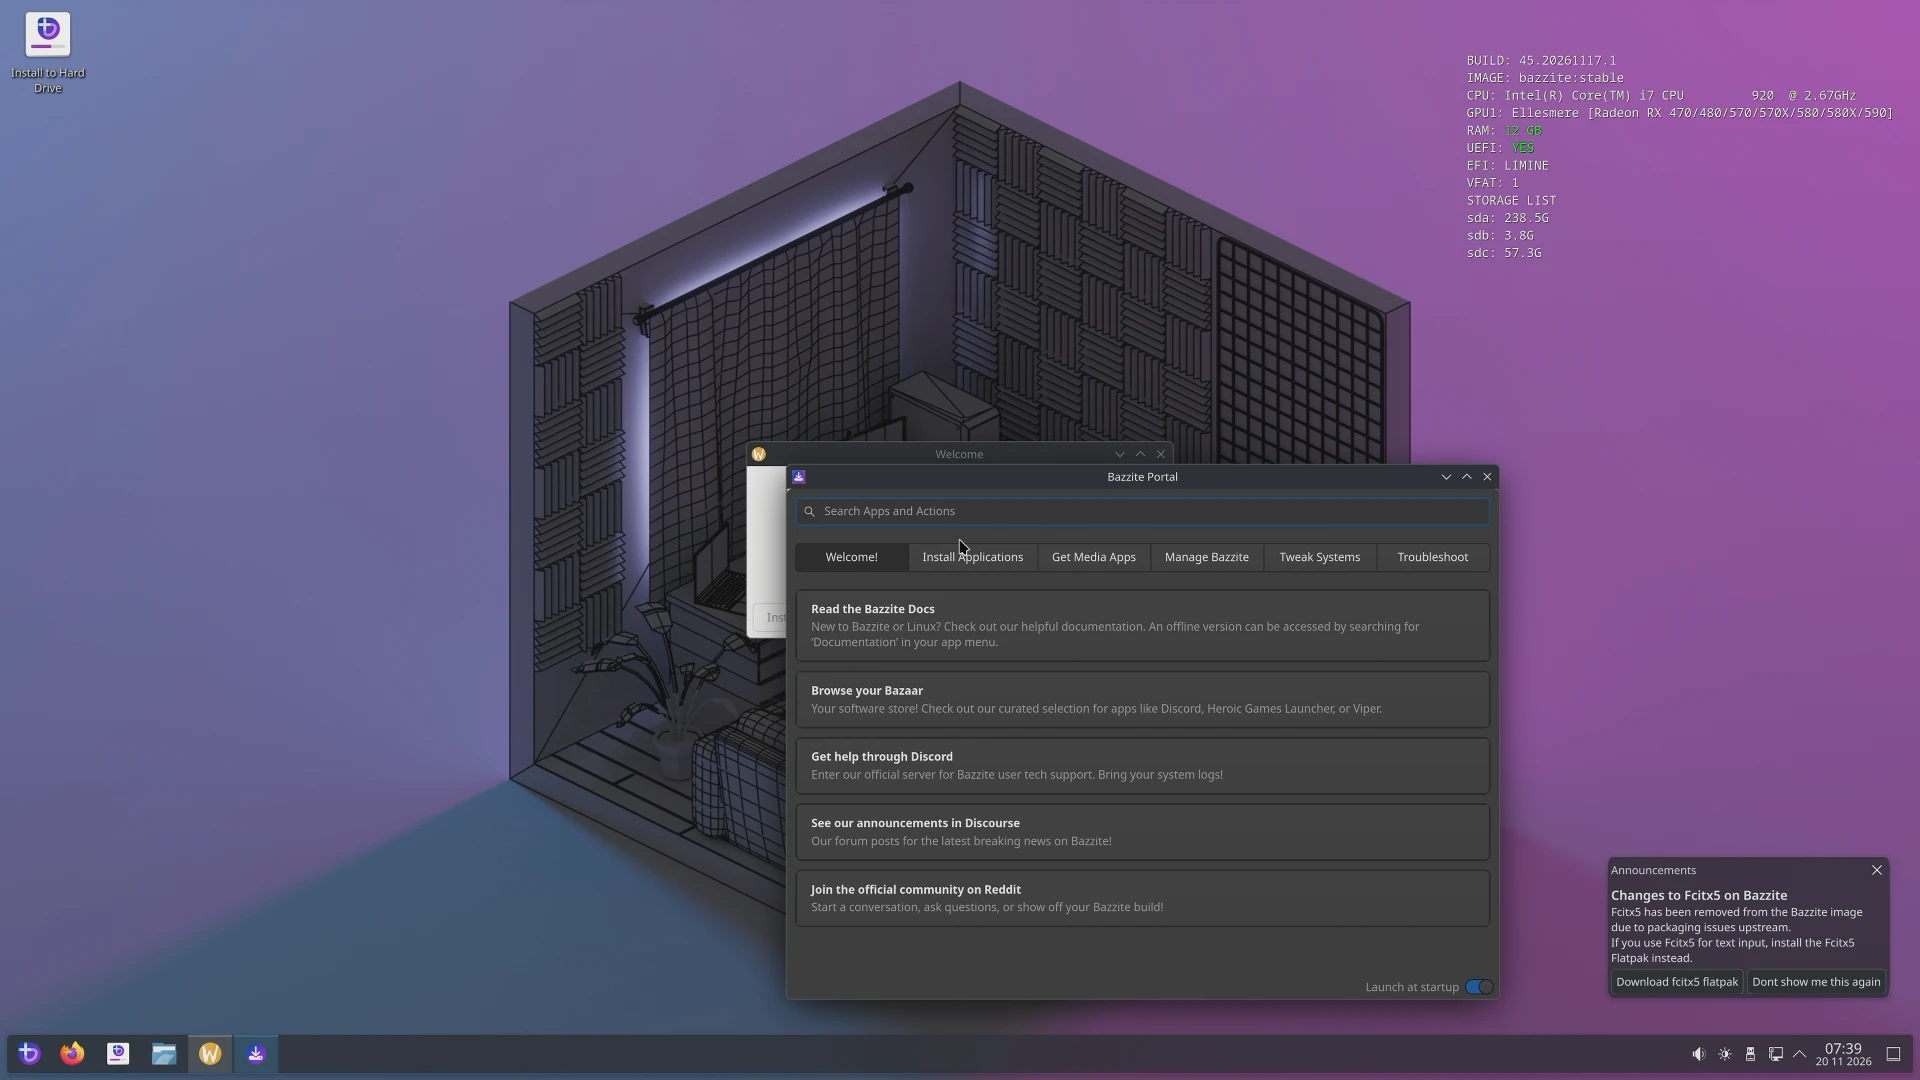 Install to Hard
Drive
BUILD: 45.20261117.1
IMAGE: bazzite:stable
CPU: Intel(R) Core(TM) i7 CPU 920 @ 2.67GHz
GPU1: Ellesmere [Radeon RX 470/480/570/570X/580/580X/590]
RAM: 12 GB
UEFI: YES
EFI: LIMINE
VFAT: 1
STORAGE LIST
sda: 238.5G
sdb: 3.8G
sdc: 57.3G
Welcome
Inst
Bazzite Portal
Search Apps and Actions
Welcome! Install Applications Get Media Apps Manage Bazzite Tweak Systems Troubleshoot
Read the Bazzite Docs
New to Bazzite or Linux? Check out our helpful documentation. An offline version can be accessed by searching for
'Documentation' in your app menu.
Browse your Bazaar
Your software store! Check out our curated selection for apps like Discord, Heroic Games Launcher, or Viper.
Get help through Discord
Enter our official server for Bazzite user tech support. Bring your system logs!
See our announcements in Discourse
Our forum posts for the latest breaking news on Bazzite!
Join the official community on Reddit
Start a conversation, ask questions, or show off your Bazzite build!
Launch at startup
Announcements
Changes to Fcitx5 on Bazzite
Fcitx5 has been removed from the Bazzite image
due to packaging issues upstream.
If you use Fcitx5 for text input, install the Fcitx5
Flatpak instead.
Download fcitx5 flatpak Dont show me this again
07:39
20 11 2026